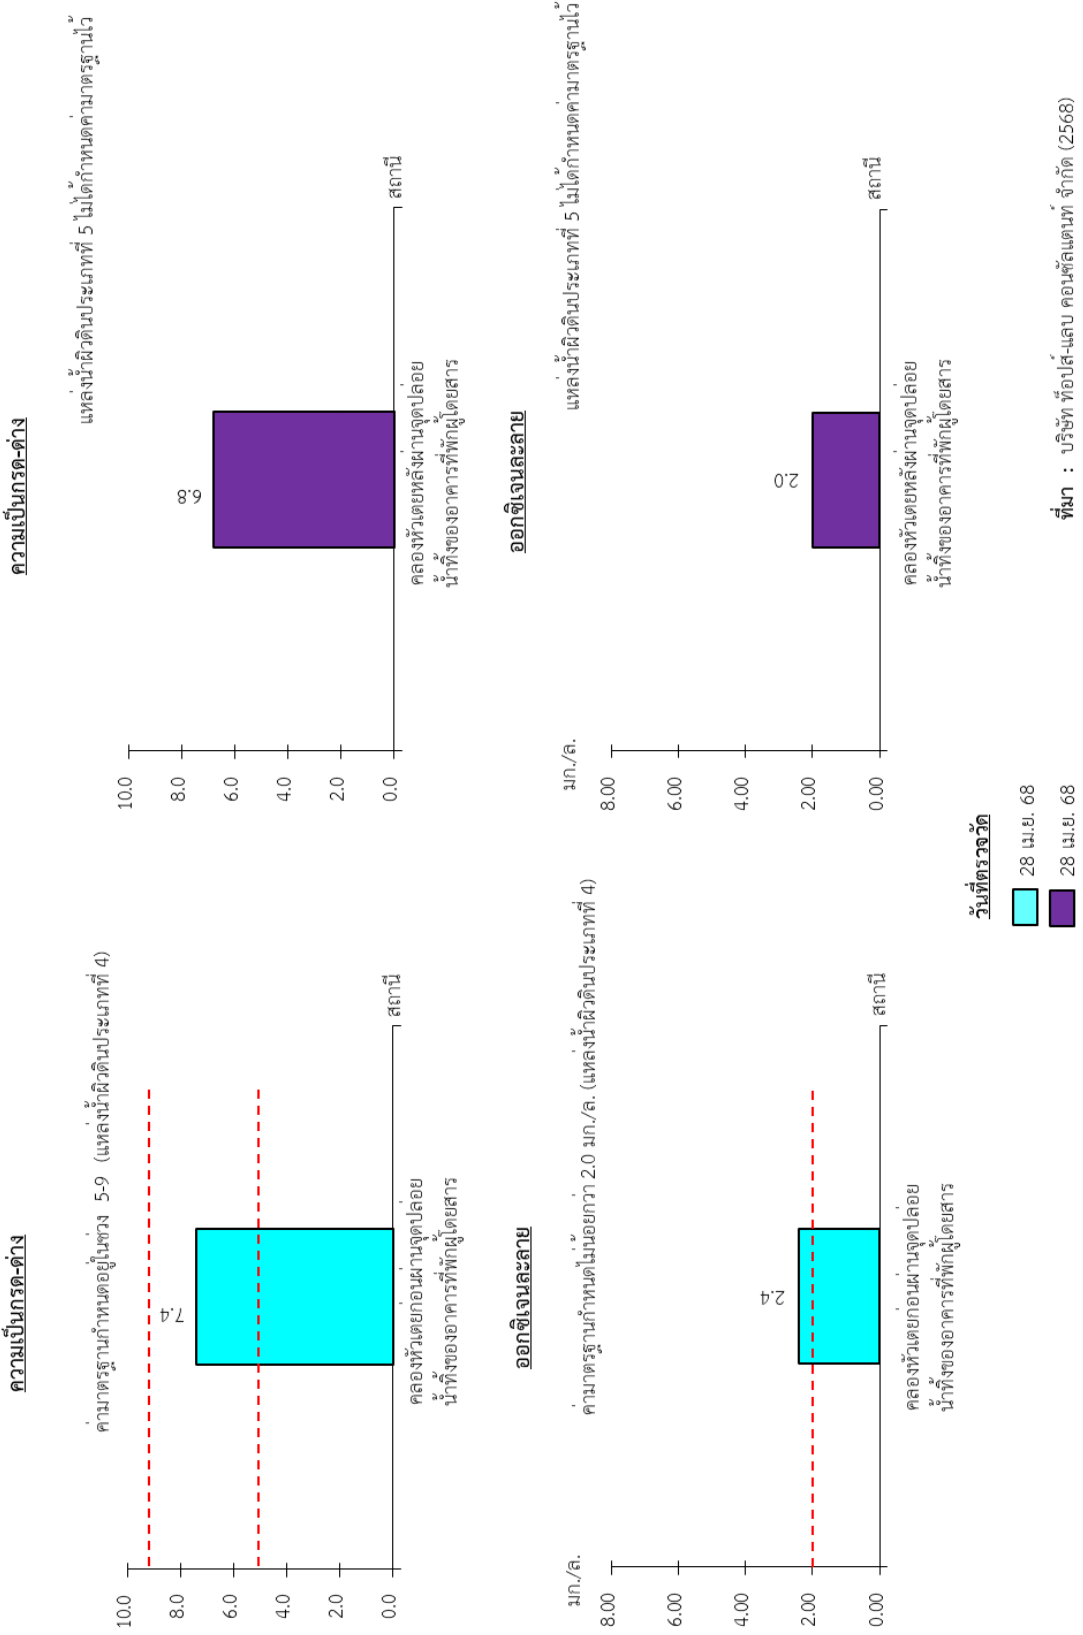 ความเป็นกรด-ด่าง
ค่ามาตรฐานกำหนดอยู่ในช่วง 5-9 (แหล่งน้ำผิวดินประเภทที่ 4)
10.0
8.0
6.0
4.0
2.0
0.0
7.4
สถานี
คลองหัวเตยก่อนผ่านจุดปล่อย
น้ำทิ้งของอาคารที่พักผู้โดยสาร
ความเป็นกรด-ด่าง
แหล่งน้ำผิวดินประเภทที่ 5 ไม่ได้กำหนดค่ามาตรฐานไว้
10.0
8.0
6.0
4.0
2.0
0.0
6.8
สถานี
คลองหัวเตยหลังผ่านจุดปล่อย
น้ำทิ้งของอาคารที่พักผู้โดยสาร
ออกซิเจนละลาย
มก./ล.
ค่ามาตรฐานกำหนดไม่น้อยกว่า 2.0 มก./ล. (แหล่งน้ำผิวดินประเภทที่ 4)
8.00
6.00
4.00
2.00
0.00
2.4
สถานี
คลองหัวเตยก่อนผ่านจุดปล่อย
น้ำทิ้งของอาคารที่พักผู้โดยสาร
ออกซิเจนละลาย
มก./ล.
แหล่งน้ำผิวดินประเภทที่ 5 ไม่ได้กำหนดค่ามาตรฐานไว้
8.00
6.00
4.00
2.00
0.00
2.0
สถานี
คลองหัวเตยหลังผ่านจุดปล่อย
น้ำทิ้งของอาคารที่พักผู้โดยสาร
วันที่ตรวจวัด
28 เม.ย. 68
28 เม.ย. 68
ที่มา : บริษัท ท็อปส์-แลบ คอนซัลแตนท์ จำกัด (2568)